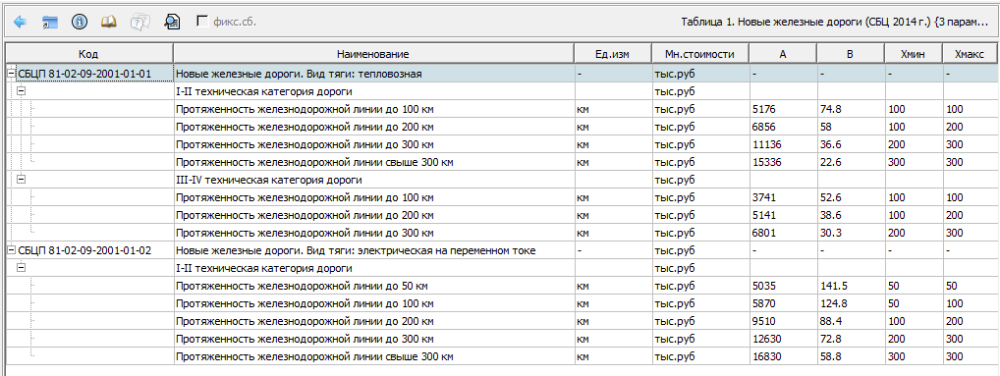 фикс.сб. Таблица 1. Новые железные дороги (СБЦ 2014 г.) {3 парам...
Код Наименование Ед.изм Мн.стоимости A B Xмин Xмакс
СБЦП 81-02-09-2001-01-01 Новые железные дороги. Вид тяги: тепловозная - тыс.руб - - - -
I-II техническая категория дороги тыс.руб
Протяженность железнодорожной линии до 100 км км тыс.руб 5176 74.8 100 100
Протяженность железнодорожной линии до 200 км км тыс.руб 6856 58 100 200
Протяженность железнодорожной линии до 300 км км тыс.руб 11136 36.6 200 300
Протяженность железнодорожной линии свыше 300 км км тыс.руб 15336 22.6 300 300
III-IV техническая категория дороги тыс.руб
Протяженность железнодорожной линии до 100 км км тыс.руб 3741 52.6 100 100
Протяженность железнодорожной линии до 200 км км тыс.руб 5141 38.6 100 200
Протяженность железнодорожной линии до 300 км км тыс.руб 6801 30.3 200 300
СБЦП 81-02-09-2001-01-02 Новые железные дороги. Вид тяги: электрическая на переменном токе - тыс.руб - - - -
I-II техническая категория дороги тыс.руб
Протяженность железнодорожной линии до 50 км км тыс.руб 5035 141.5 50 50
Протяженность железнодорожной линии до 100 км км тыс.руб 5870 124.8 50 100
Протяженность железнодорожной линии до 200 км км тыс.руб 9510 88.4 100 200
Протяженность железнодорожной линии до 300 км км тыс.руб 12630 72.8 200 300
Протяженность железнодорожной линии свыше 300 км км тыс.руб 16830 58.8 300 300